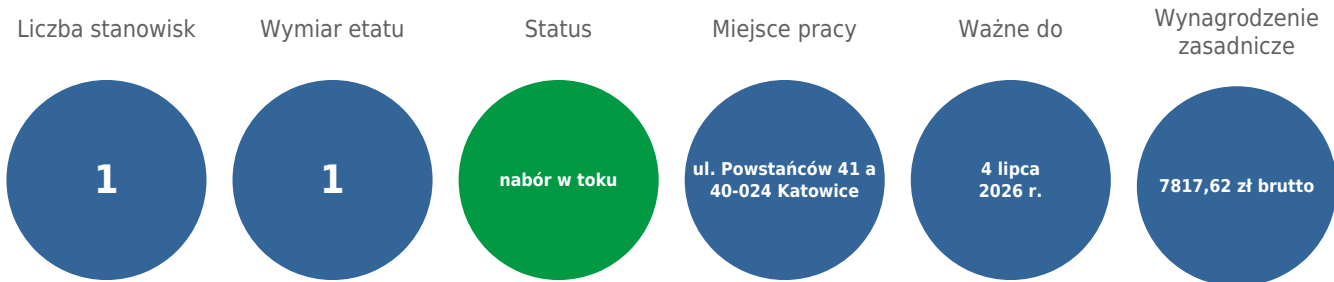 Liczba stanowisk
1
Wymiar etatu
1
Status
nabór w toku
Miejsce pracy
ul. Powstańców 41 a
40-024 Katowice
Ważne do
4 lipca
2026 r.
Wynagrodzenie
zasadnicze
7817,62 zł brutto